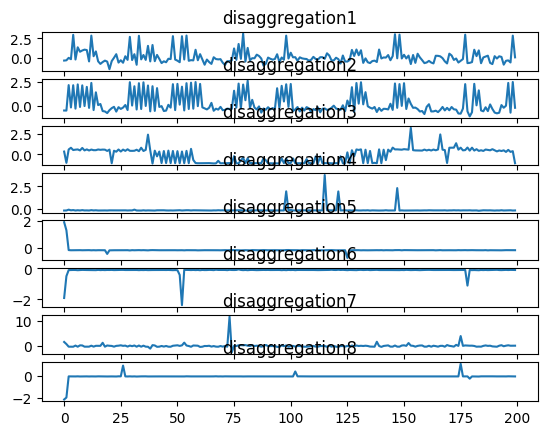 disaggregation1
2.5
0.0
disaggregation2
2.5
0.0
disaggregation3
2.5
0.0
disaggregation4
2.5
0.0
disaggregation5
2
0
disaggregation6
0
−2
disaggregation7
10
0
disaggregation8
0
−2
0 25 50 75 100 125 150 175 200